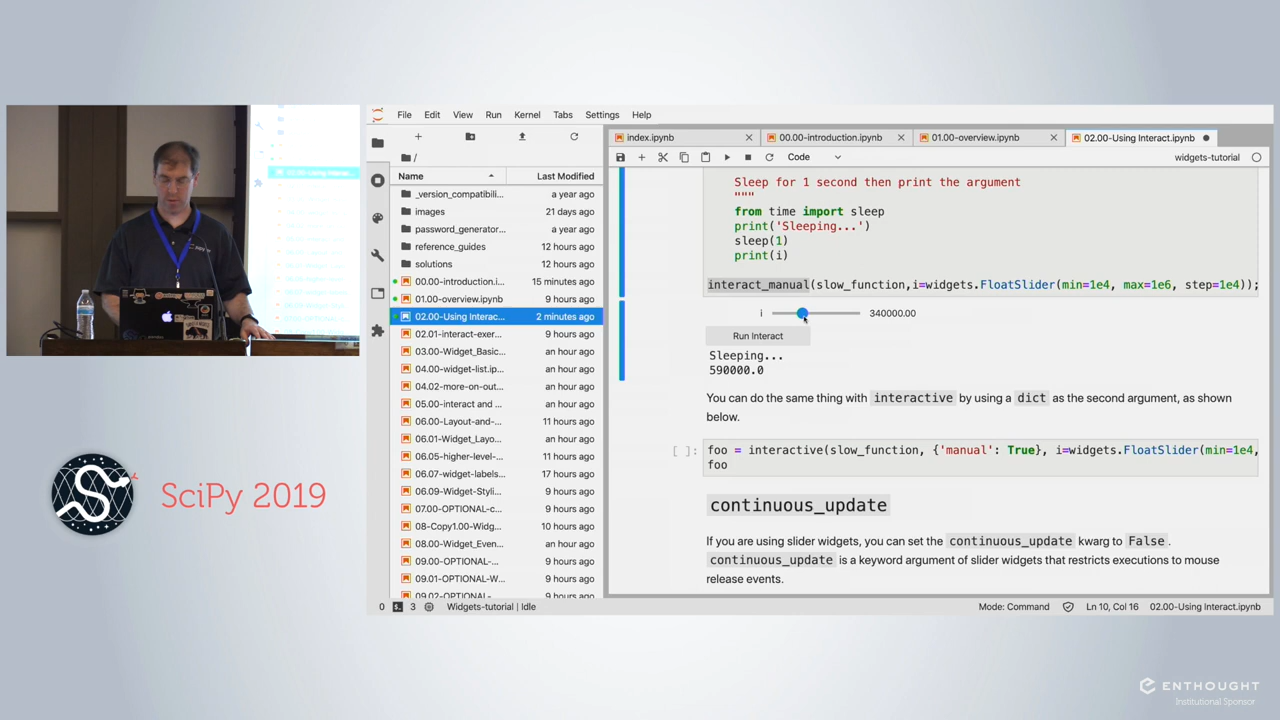 File Edit View Run Kernel Tabs Settings Help
index.ipynb
00.00-introduction.ipynb
01.00-overview.ipynb
02.00-Using Interact.ipynb
Code
widgets-tutorial
/
Name Last Modified
_version_compatibili... a year ago
images 21 days ago
password_generator... a year ago
reference_guides 12 hours ago
solutions 12 hours ago
00.00-introduction.i... 15 minutes ago
01.00-overview.ipynb 9 hours ago
02.00-Using Interac... 2 minutes ago
02.01-interact-exer... 9 hours ago
03.00-Widget_Basic... an hour ago
04.00-widget-list.ip... an hour ago
04.02-more-on-out... an hour ago
05.00-interact and ... an hour ago
06.00-Layout-and-... 11 hours ago
06.01-Widget_Layo... an hour ago
06.05-higher-level-... 11 hours ago
06.07-widget-labels... 17 hours ago
06.09-Widget-Styli... 9 hours ago
07.00-OPTIONAL-c... 9 hours ago
08-Copy1.00-Widg... 10 hours ago
08.00-Widget_Even... an hour ago
09.00-OPTIONAL-... 9 hours ago
09.01-OPTIONAL-W... 9 hours ago
09.02-OPTIONAL-... 9 hours ago
Sleep for 1 second then print the argument
"""
from time import sleep
print('Sleeping...')
sleep(1)
print(i)
interact_manual(slow_function,i=widgets.FloatSlider(min=1e4, max=1e6, step=1e4));
i 340000.00
Run Interact
Sleeping...
590000.0
You can do the same thing with interactive by using a dict as the second argument, as shown
below.
[ ]: foo = interactive(slow_function, {'manual': True}, i=widgets.FloatSlider(min=1e4,
foo
continuous_update
If you are using slider widgets, you can set the continuous_update kwarg to False.
continuous_update is a keyword argument of slider widgets that restricts executions to mouse
release events.
0 3 Widgets-tutorial | Idle
Mode: Command Ln 10, Col 16 02.00-Using Interact.ipynb
SciPy 2019
ENTHOUGHT
Institutional Sponsor